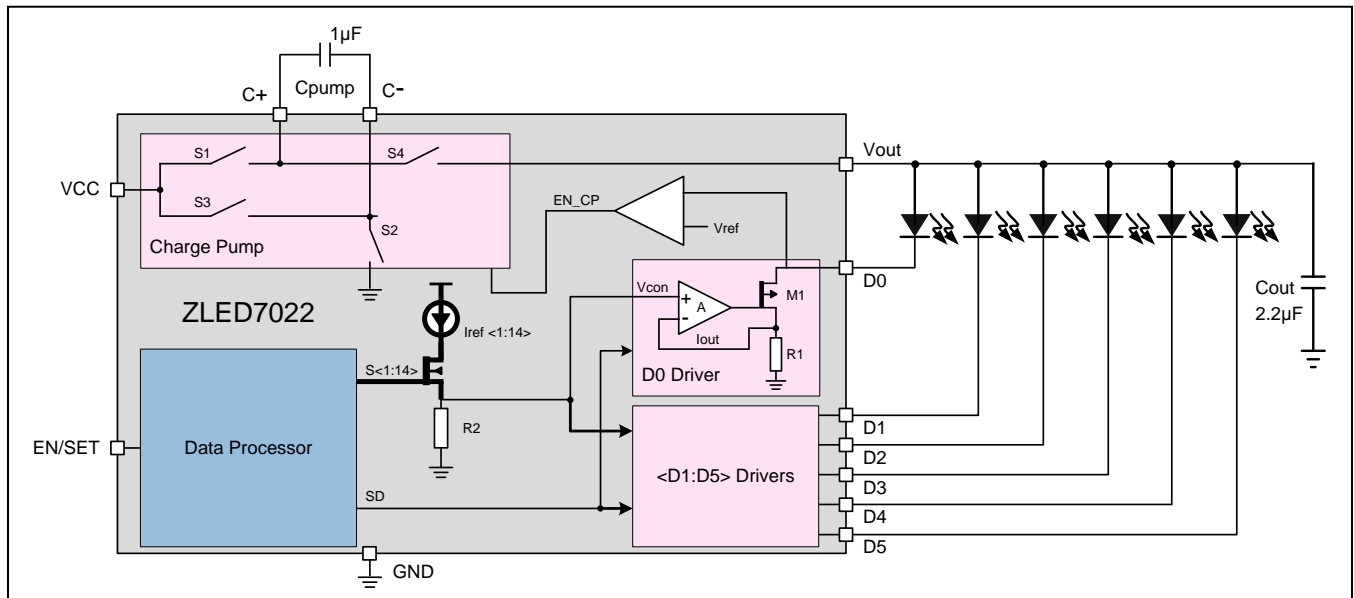 1µF
C+
Cpump
C-
S1
S4
Vout
VCC
S3
EN_CP
Vref
S2
Charge Pump
D0
ZLED7022
Vcon
+
A
-
M1
Iref <1:14>
Iout
R1
Cout
2.2µF
S<1:14>
D0 Driver
R2
D1
EN/SET
Data Processor
D2
<D1:D5> Drivers
D3
SD
D4
D5
GND